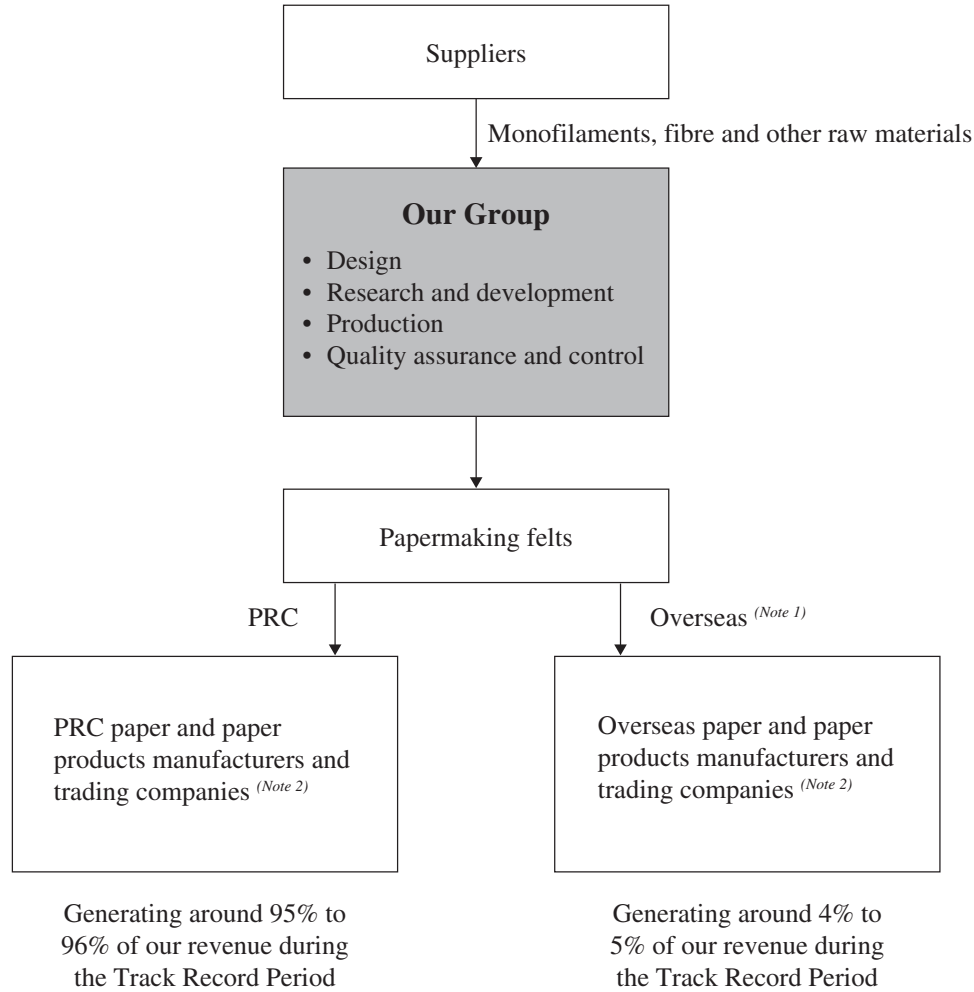 Suppliers
Monofilaments, fibre and other raw materials
Our Group
• Design
• Research and development
• Production
• Quality assurance and control
Papermaking felts
PRC
Overseas (Note 1)
PRC paper and paper
products manufacturers and
trading companies (Note 2)
Overseas paper and paper
products manufacturers and
trading companies (Note 2)
Generating around 95% to
96% of our revenue during
the Track Record Period
Generating around 4% to
5% of our revenue during
the Track Record Period